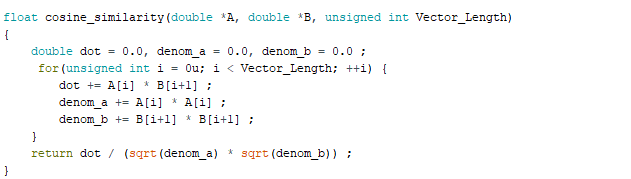 float cosine_similarity(double *A, double *B, unsigned int Vector_Length)
{
    double dot = 0.0, denom_a = 0.0, denom_b = 0.0 ;
     for(unsigned int i = 0u; i < Vector_Length; ++i) {
        dot += A[i] * B[i+1] ;
        denom_a += A[i] * A[i] ;
        denom_b += B[i+1] * B[i+1] ;
    }
    return dot / (sqrt(denom_a) * sqrt(denom_b)) ;
}